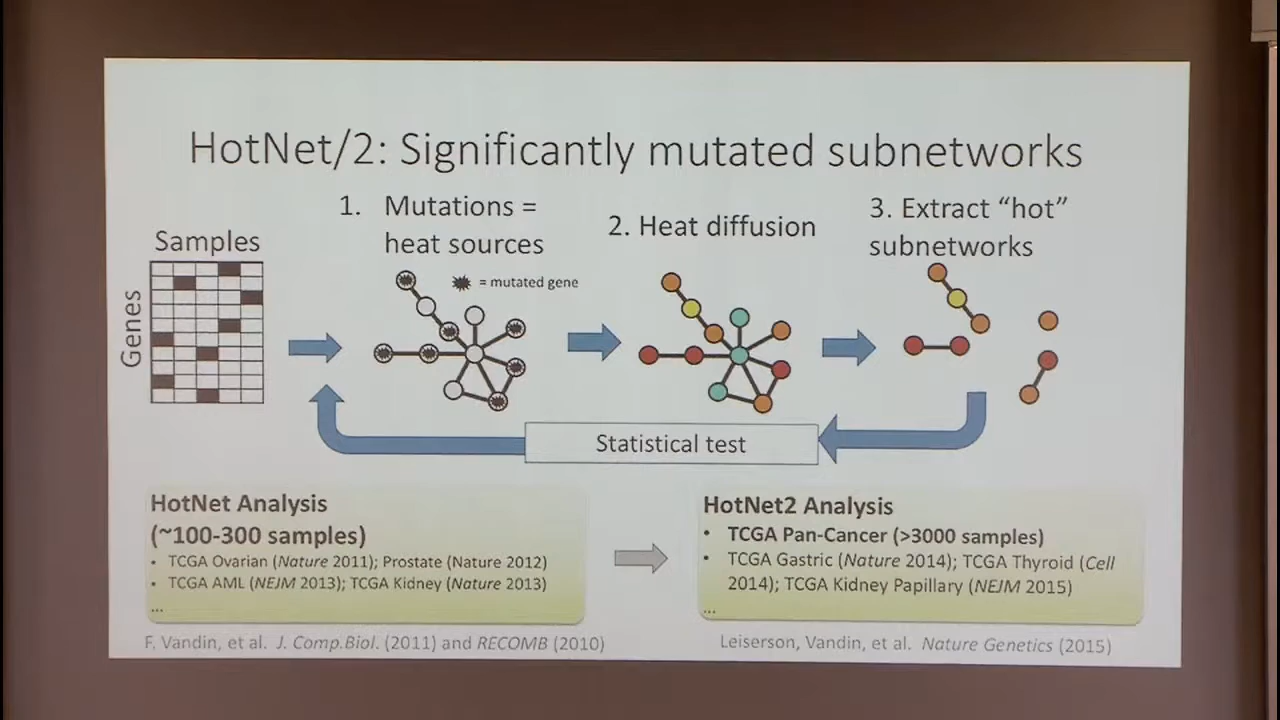 HotNet/2: Significantly mutated subnetworks
Samples
Genes
1. Mutations =
heat sources
= mutated gene
2. Heat diffusion
3. Extract “hot”
subnetworks
Statistical test
HotNet Analysis
(~100-300 samples)
• TCGA Ovarian (Nature 2011); Prostate (Nature 2012)
• TCGA AML (NEJM 2013); TCGA Kidney (Nature 2013)
...
HotNet2 Analysis
• TCGA Pan-Cancer (>3000 samples)
• TCGA Gastric (Nature 2014); TCGA Thyroid (Cell
2014); TCGA Kidney Papillary (NEJM 2015)
...
F. Vandin, et al. J. Comp.Biol. (2011) and RECOMB (2010)
Leiserson, Vandin, et al. Nature Genetics (2015)